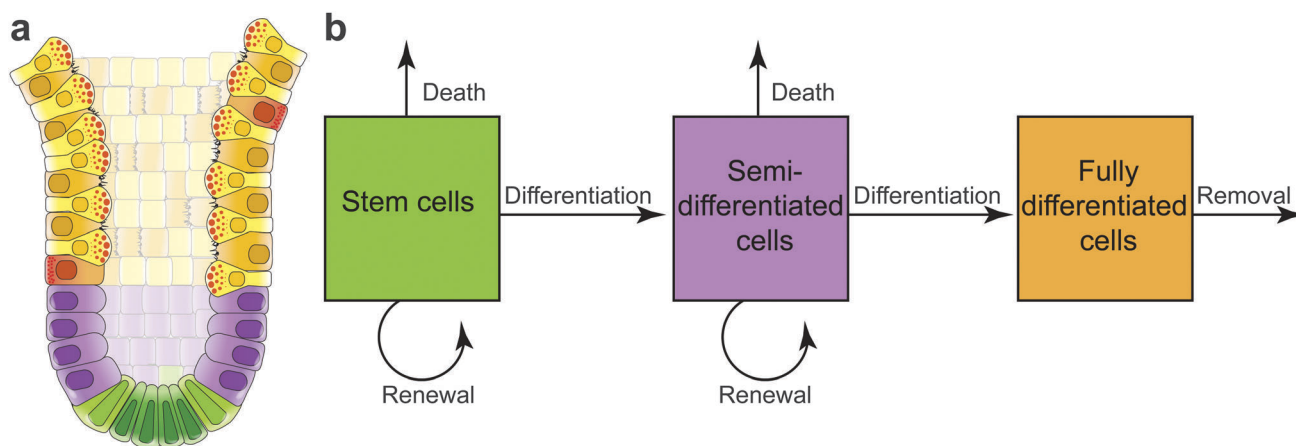 a
b
Death
Death
Stem cells
Differentiation
Semi-
differentiated
cells
Differentiation
Fully
differentiated
cells
Removal
Renewal
Renewal